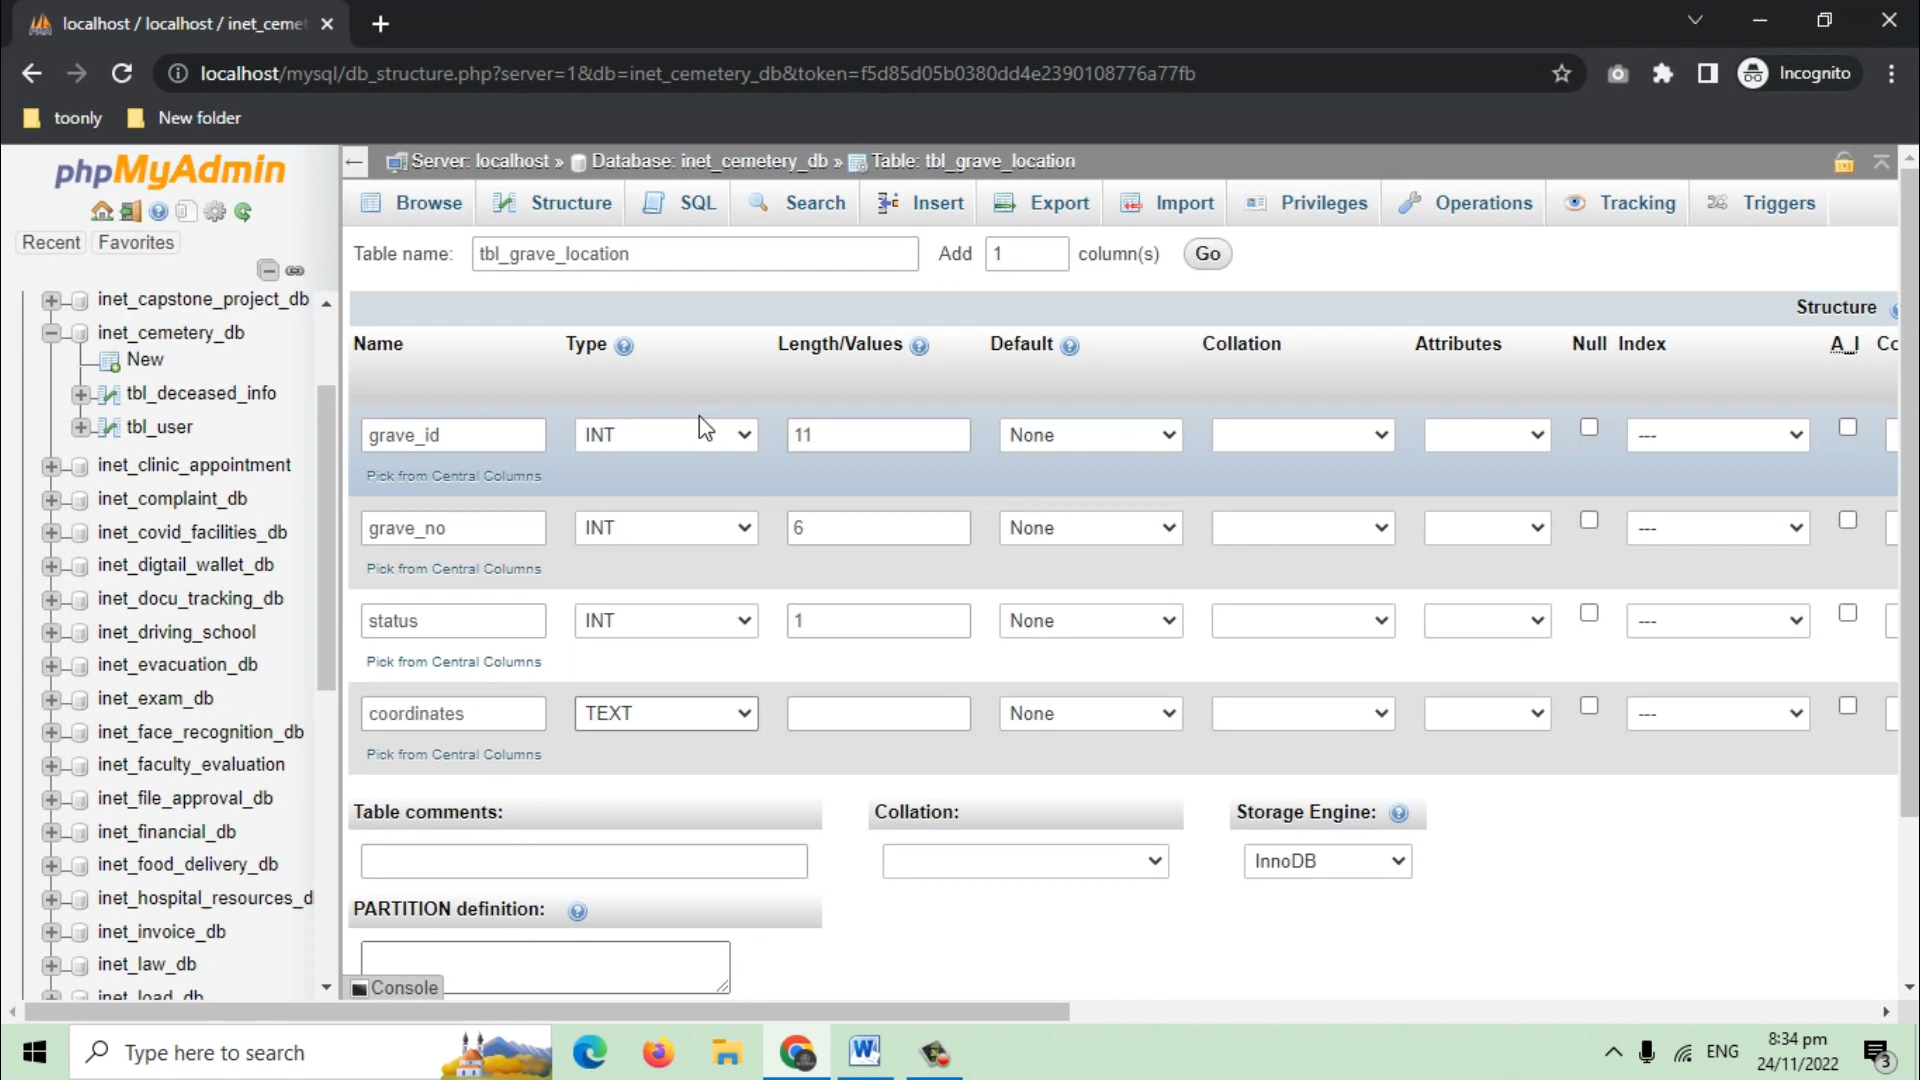 localhost / localhost / inet_ceme
localhost/mysql/db_structure.php?server=1&db=inet_cemetery_db&token=f5d85d05b0380dd4e2390108776a77fb
Incognito
toonly
New folder
phpMyAdmin
Recent
Favorites
inet_capstone_project_db
inet_cemetery_db
New
tbl_deceased_info
tbl_user
inet_clinic_appointment
inet_complaint_db
inet_covid_facilities_db
inet_digtail_wallet_db
inet_docu_tracking_db
inet_driving_school
inet_evacuation_db
inet_exam_db
inet_face_recognition_db
inet_faculty_evaluation
inet_file_approval_db
inet_financial_db
inet_food_delivery_db
inet_hospital_resources_d
inet_invoice_db
inet_law_db
inet_load_db
Server: localhost » Database: inet_cemetery_db » Table: tbl_grave_location
Browse Structure SQL Search Insert Export Import Privileges Operations Tracking Triggers
Table name: tbl_grave_location Add 1 column(s) Go
Structure
Name Type Length/Values Default Collation Attributes Null Index A_I Cc
grave_id INT 11 None ---
Pick from Central Columns
grave_no INT 6 None ---
Pick from Central Columns
status INT 1 None ---
Pick from Central Columns
coordinates TEXT None ---
Pick from Central Columns
Table comments: Collation: Storage Engine:
InnoDB
PARTITION definition:
Console
Type here to search
ENG
8:34 pm
24/11/2022
3